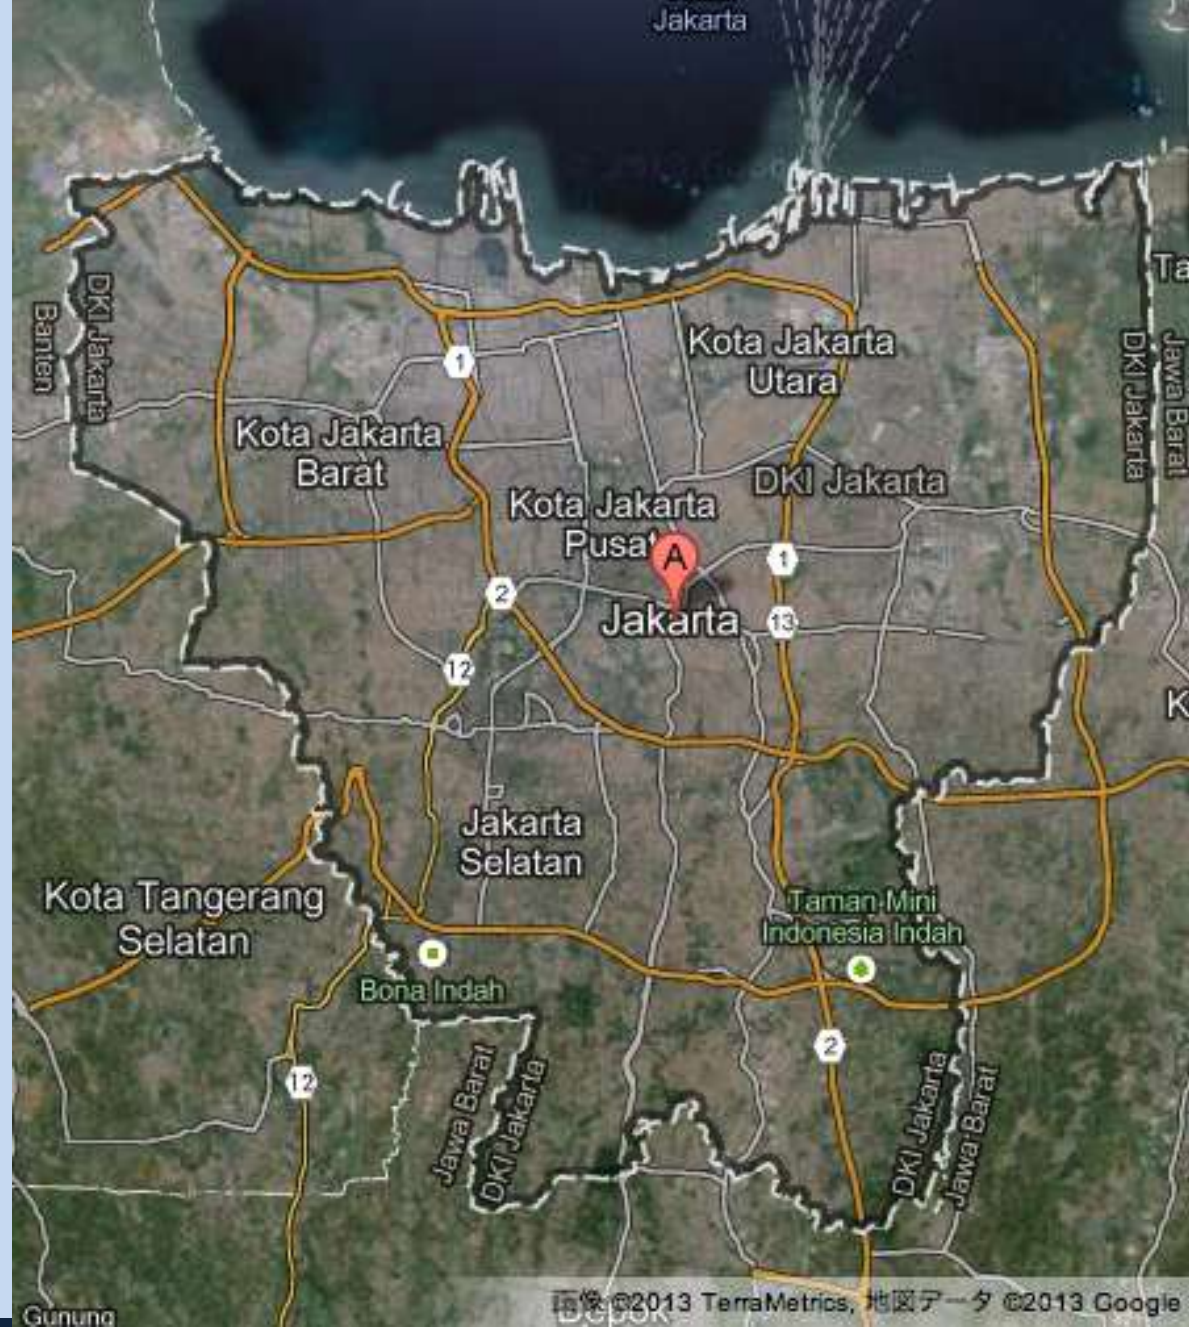 Jakarta
Ta
DKI Jakarta
Banten
DKI Jakarta
Jawa Barat
Kota Jakarta
Utara
1
Kota Jakarta
Barat
DKI Jakarta
Kota Jakarta
Pusat
A
1
2
Jakarta
13
12
K
Jakarta
Selatan
Kota Tangerang
Selatan
Taman Mini
Indonesia Indah
Bona Indah
2
12
Jawa Barat
DKI Jakarta
DKI Jakarta
Jawa Barat
画像 ©2013 TerraMetrics, 地図データ ©2013 Google
Depok
Gunung